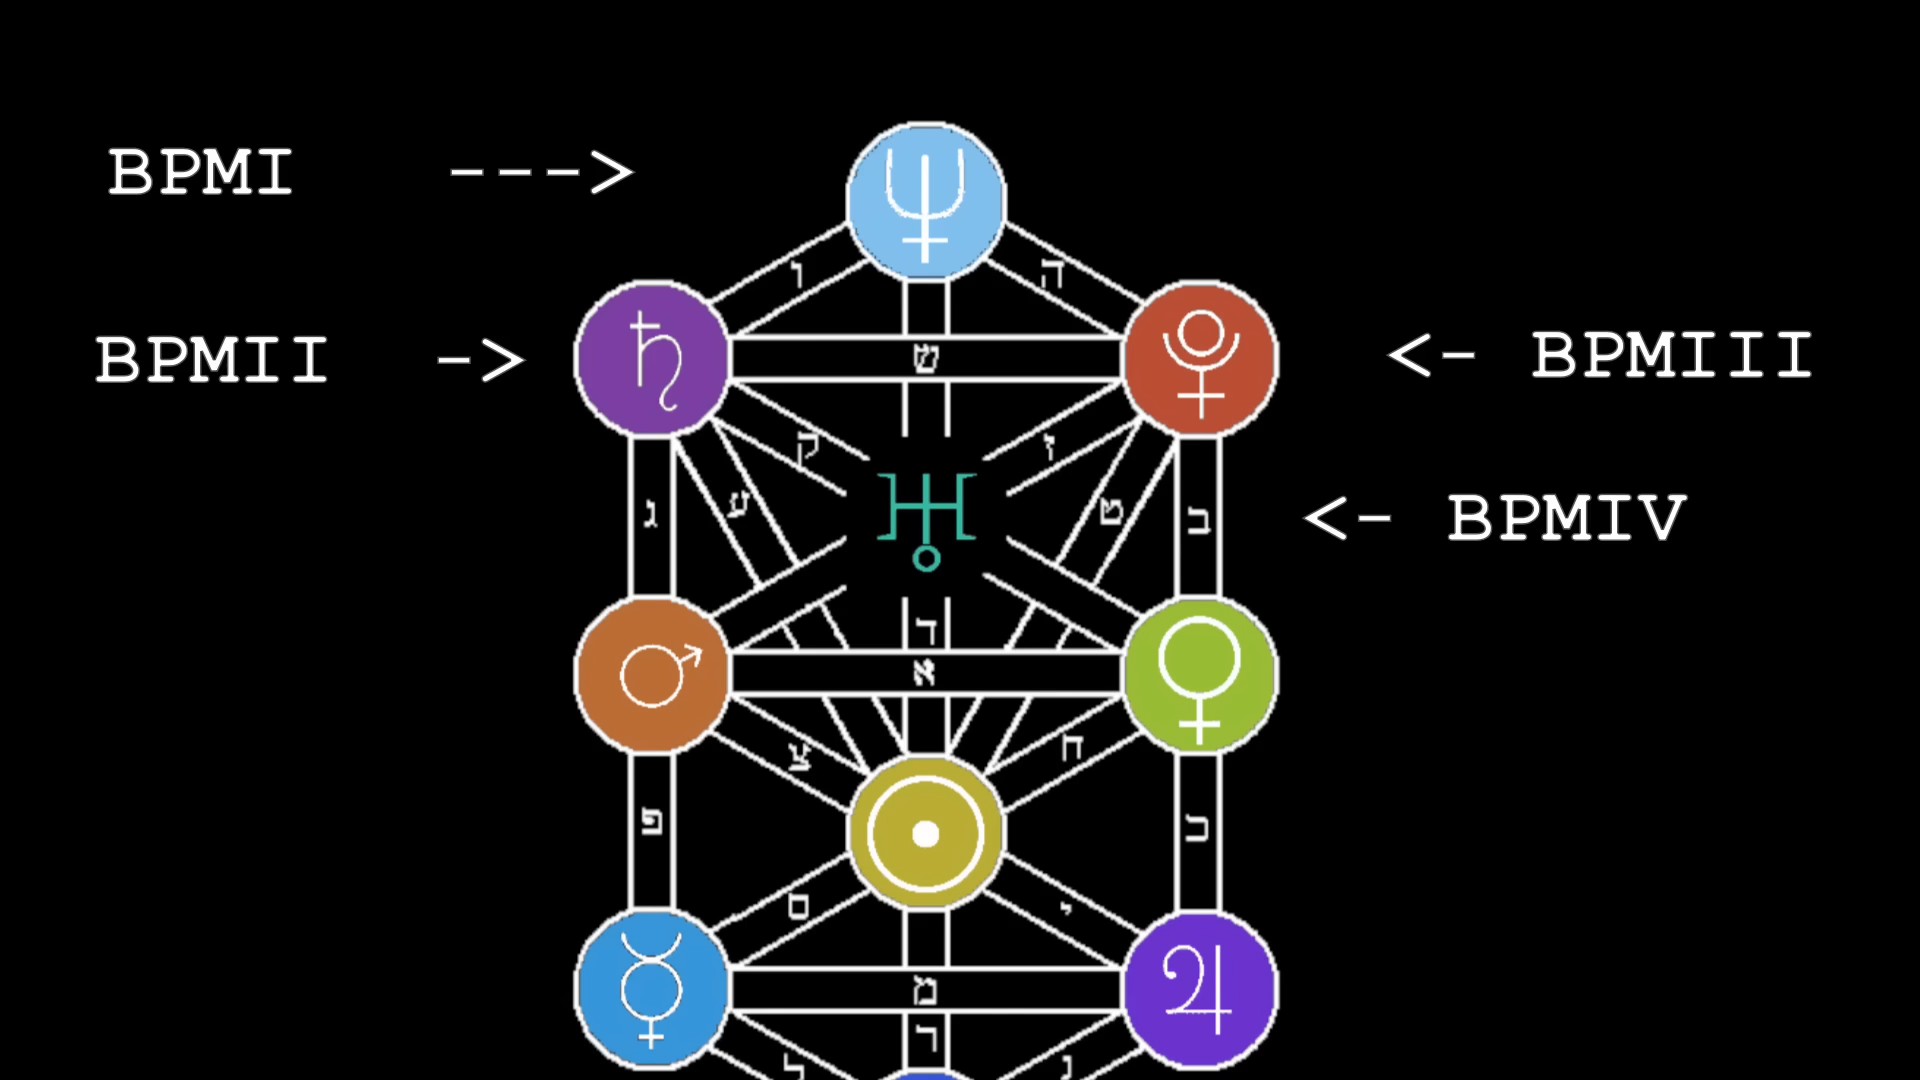 BPMI --->
ו ה
BPMII -> ש <- BPMIII
ק ז
ג ע ט ב <- BPMIV
ד
א
צ ח
פ כ
ס י
מ
ר
ל נ